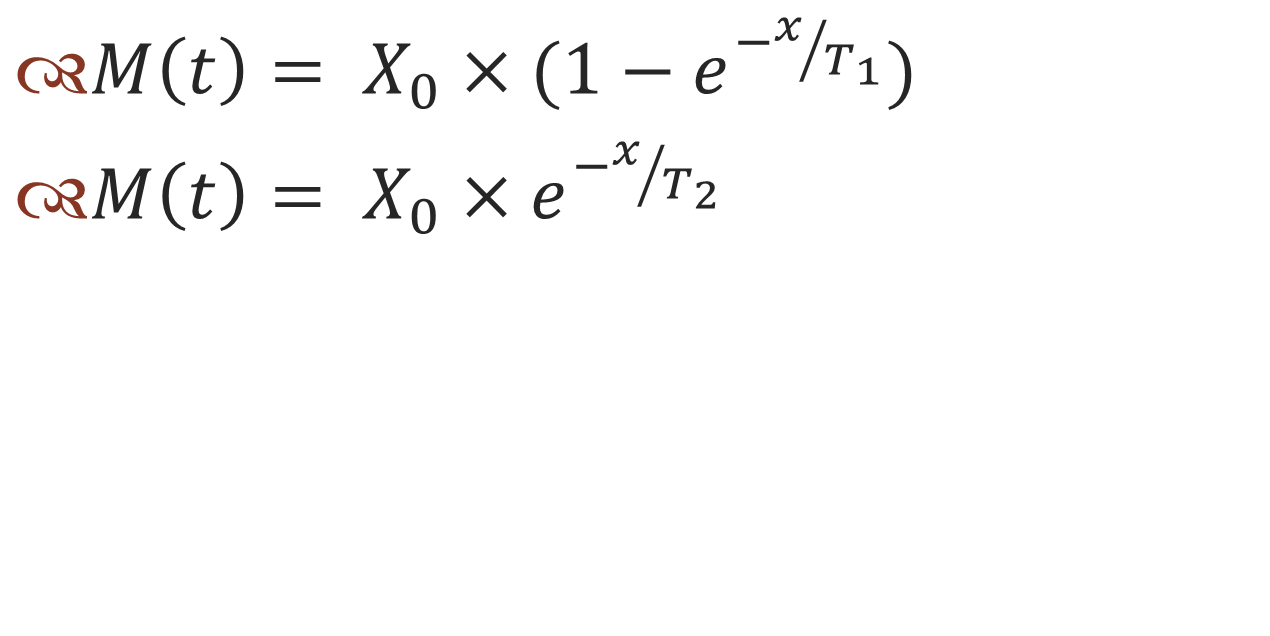 M(t) = X₀ × (1 − e^(−x/T₁))
M(t) = X₀ × e^(−x/T₂)